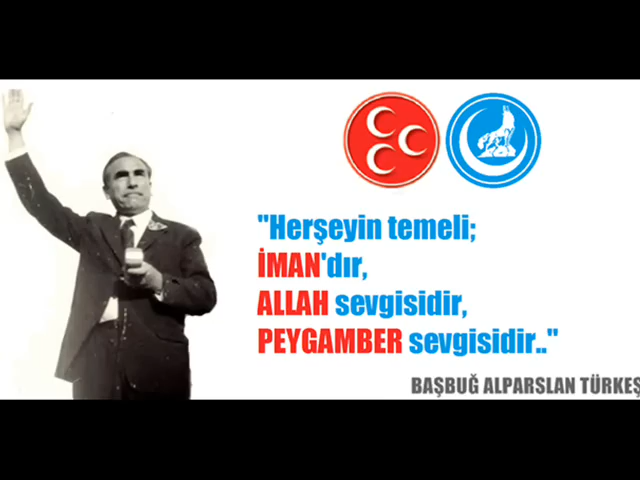 "Herşeyin temeli;
İMAN'dır,
ALLAH sevgisidir,
PEYGAMBER sevgisidir.."
BAŞBUĞ ALPARSLAN TÜRKEŞ